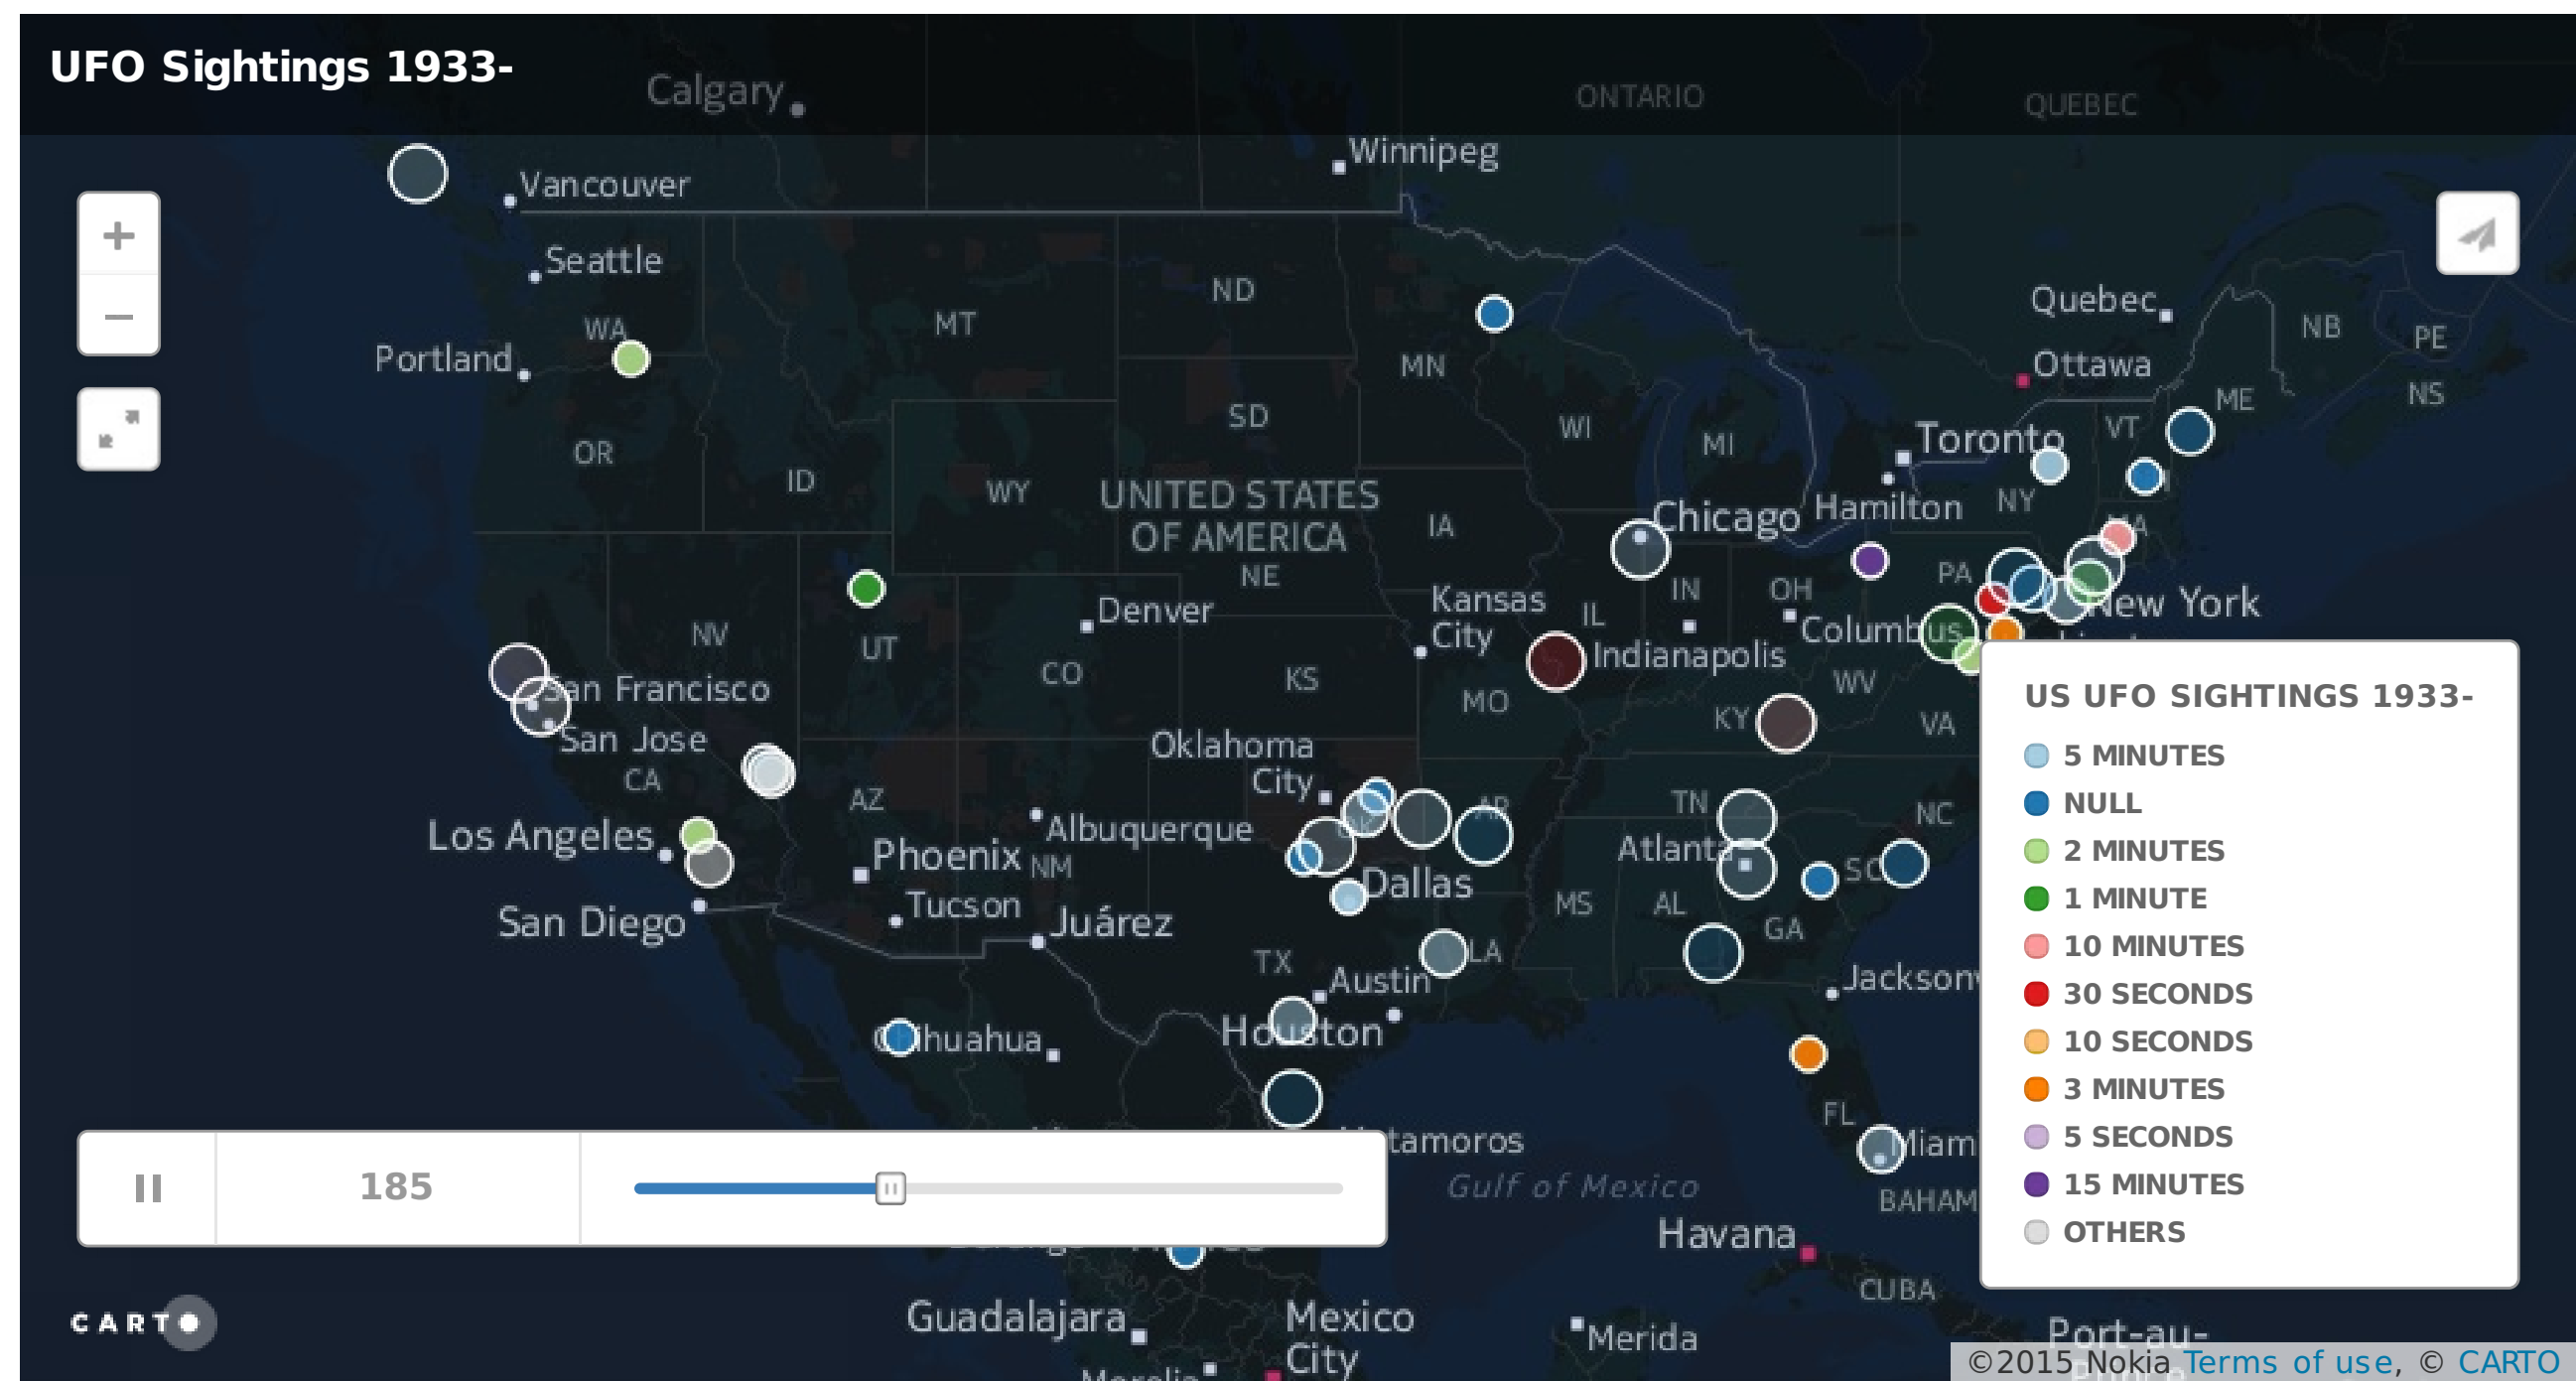 UFO Sightings 1933-
Calgary
ONTARIO
QUEBEC
Winnipeg
Vancouver
Seattle
ND
Quebec
NB
PE
WA
MT
Portland
MN
Ottawa
NS
ME
SD
WI
VT
OR
MI
Toronto
ID
WY
UNITED STATES
OF AMERICA
NY
Hamilton
Chicago
IA
MA
NE
PA
IN
OH
Denver
Kansas
City
IL
New York
NV
UT
Columbus
Indianapolis
CO
KS
WV
San Francisco
MO
KY
VA
San Jose
Oklahoma
City
CA
AZ
AR
TN
NC
OK
Los Angeles
Albuquerque
Phoenix
NM
Atlanta
SC
Dallas
Tucson
MS
AL
San Diego
Juárez
GA
TX
LA
Austin
Houston
Chihuahua
FL
Miami
Gulf of Mexico
Havana
CUBA
US UFO SIGHTINGS 1933-
5 MINUTES
NULL
2 MINUTES
1 MINUTE
10 MINUTES
30 SECONDS
10 SECONDS
3 MINUTES
5 SECONDS
15 MINUTES
OTHERS
185
CARTO
Guadalajara
Mexico
City
Merida
Port-au-
©2015 Nokia Terms of use, © CARTO